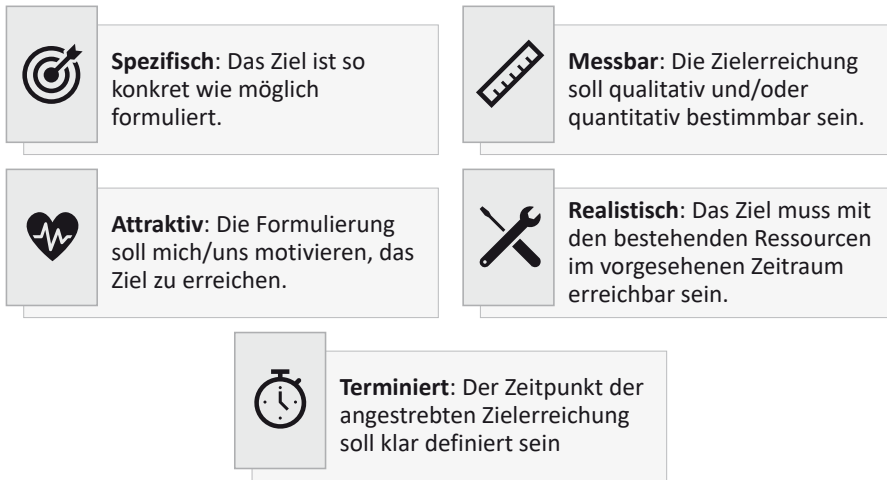 Spezifisch: Das Ziel ist so
konkret wie möglich
formuliert.
Messbar: Die Zielerreichung
soll qualitativ und/oder
quantitativ bestimmbar sein.
Attraktiv: Die Formulierung
soll mich/uns motivieren, das
Ziel zu erreichen.
Realistisch: Das Ziel muss mit
den bestehenden Ressourcen
im vorgesehenen Zeitraum
erreichbar sein.
Terminiert: Der Zeitpunkt der
angestrebten Zielerreichung
soll klar definiert sein